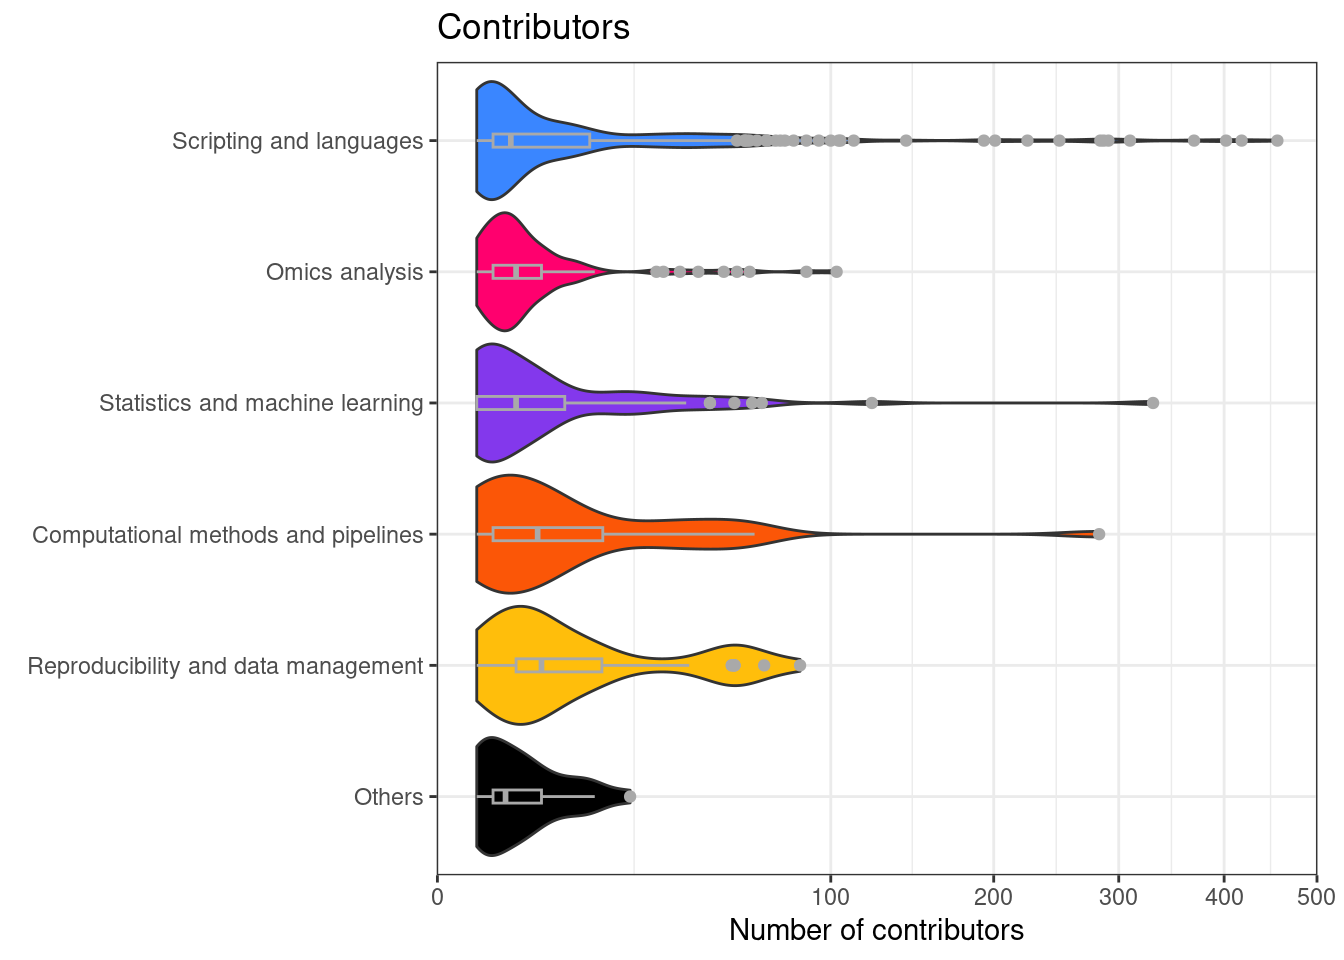 Contributors
Scripting and languages
Omics analysis
Statistics and machine learning
Computational methods and pipelines
Reproducibility and data management
Others
0 100 200 300 400 500
Number of contributors